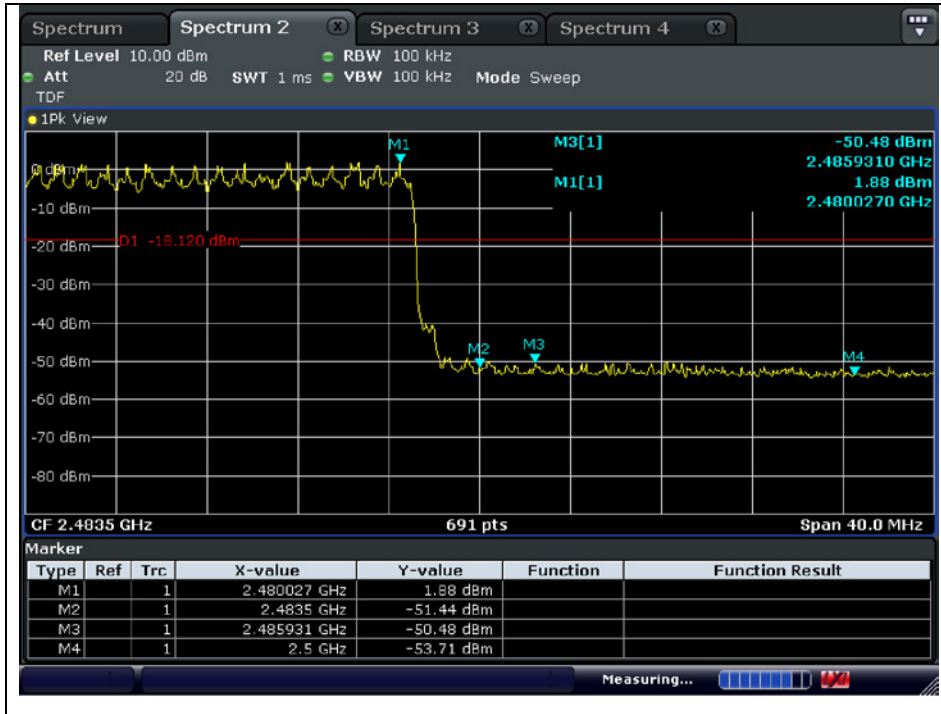 Spectrum Spectrum 2 Spectrum 3 Spectrum 4
Ref Level 10.00 dBm RBW 100 kHz
Att 20 dB SWT 1 ms VBW 100 kHz Mode Sweep
TDF
1Pk View
M1 M3[1] -50.48 dBm
2.4859310 GHz
0 dBm M1[1] 1.88 dBm
2.4800270 GHz
-10 dBm
D1 -18.120 dBm
-20 dBm
-30 dBm
-40 dBm
M2 M3 M4
-50 dBm
-60 dBm
-70 dBm
-80 dBm
CF 2.4835 GHz 691 pts Span 40.0 MHz
Marker
Type Ref Trc X-value Y-value Function Function Result
M1 1 2.480027 GHz 1.88 dBm
M2 1 2.4835 GHz -51.44 dBm
M3 1 2.485931 GHz -50.48 dBm
M4 1 2.5 GHz -53.71 dBm
Measuring...